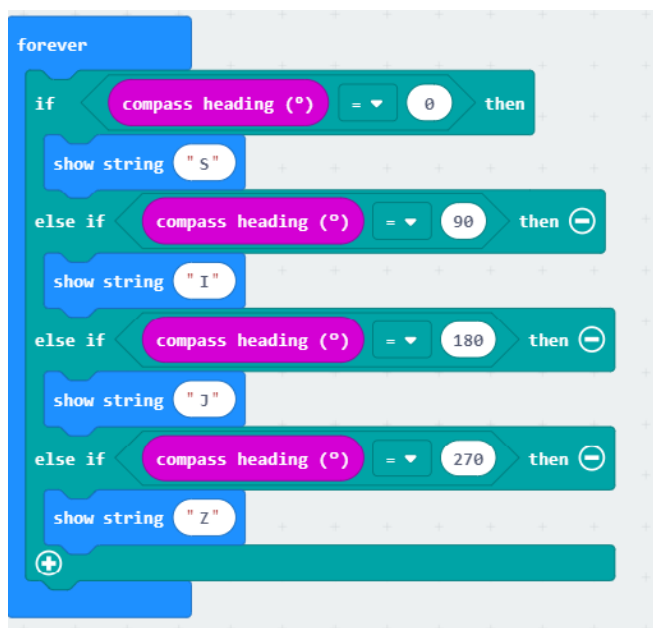 forever
if compass heading (°) = 0 then
show string "S"
else if compass heading (°) = 90 then
show string "I"
else if compass heading (°) = 180 then
show string "J"
else if compass heading (°) = 270 then
show string "Z"